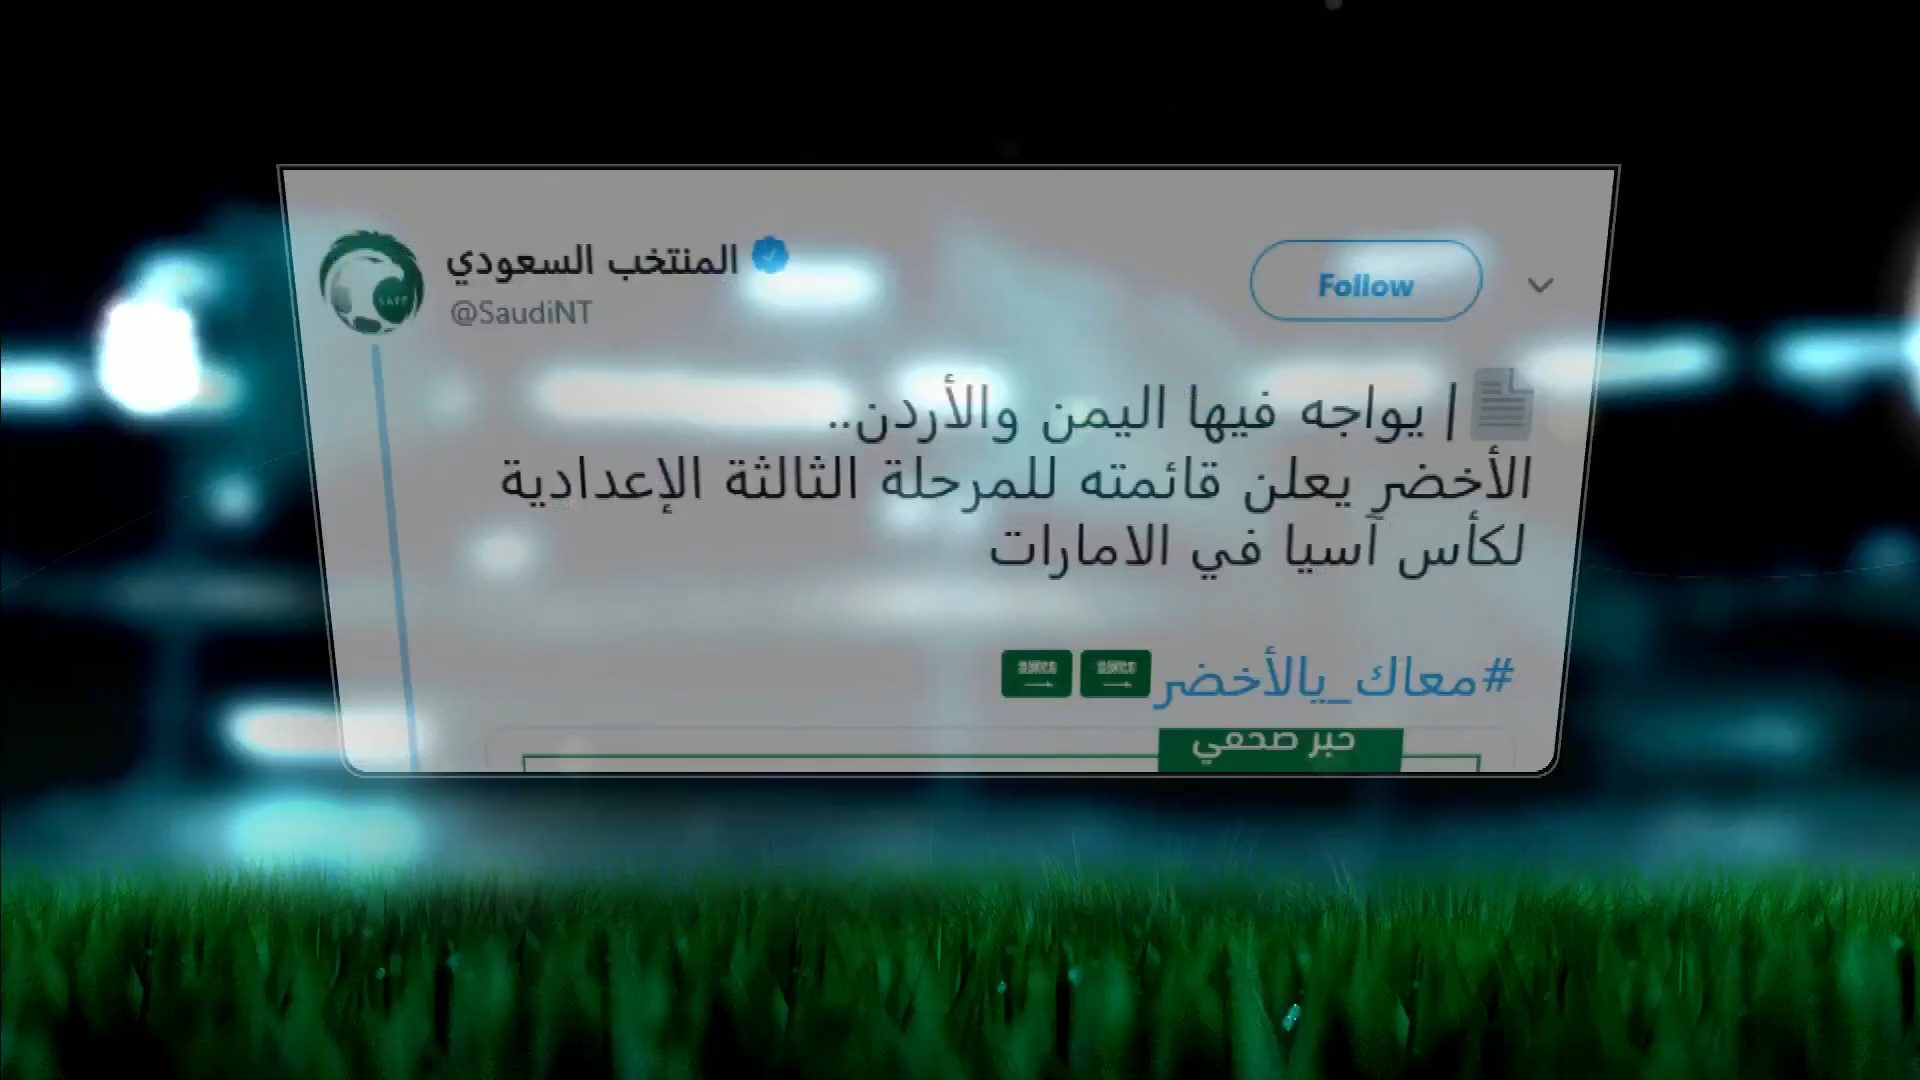 المنتخب السعودي
@SaudiNT
Follow
| يواجه فيها اليمن والأردن..
الأخضر يعلن قائمته للمرحلة الثالثة الإعدادية
لكأس آسيا في الامارات
#معاك_يالأخضر
خبر صحفي
SAFF